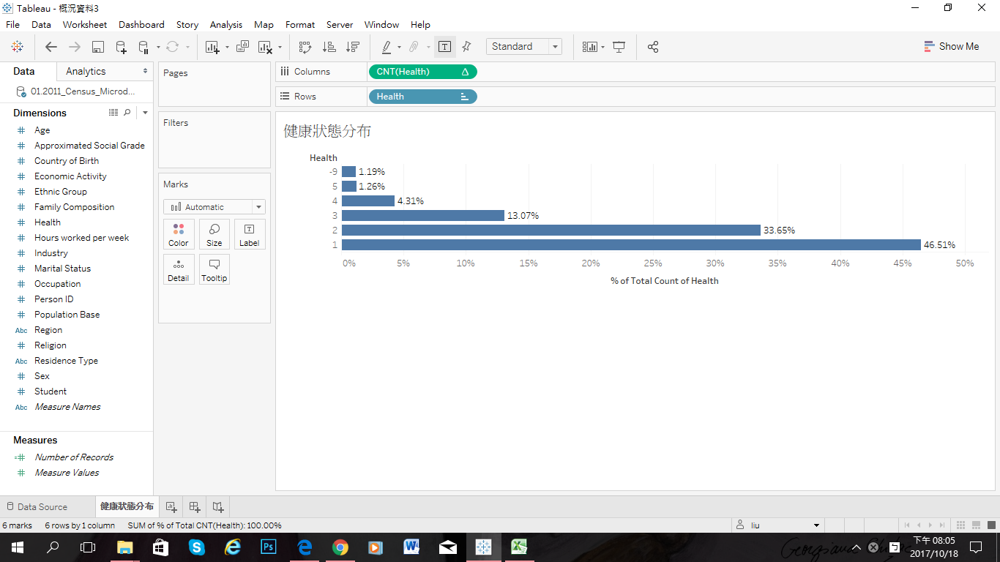 Tableau - 概況資料3
File Data Worksheet Dashboard Story Analysis Map Format Server Window Help
Standard
Show Me
Data Analytics
01.2011_Census_Microd...
Dimensions
Age
Approximated Social Grade
Country of Birth
Economic Activity
Ethnic Group
Family Composition
Health
Hours worked per week
Industry
Marital Status
Occupation
Person ID
Population Base
Abc Region
Religion
Abc Residence Type
Sex
Student
Abc Measure Names
Measures
Number of Records
Measure Values
Pages
Filters
Marks
Automatic
Color Size Label
Detail Tooltip
Columns CNT(Health)
Rows Health
健康狀態分布
Health
-9 1.19%
5 1.26%
4 4.31%
3 13.07%
2 33.65%
1 46.51%
0% 5% 10% 15% 20% 25% 30% 35% 40% 45% 50%
% of Total Count of Health
Data Source 健康狀態分布
6 marks 6 rows by 1 column SUM of % of Total CNT(Health): 100.00%
liu
下午 08:05
2017/10/18